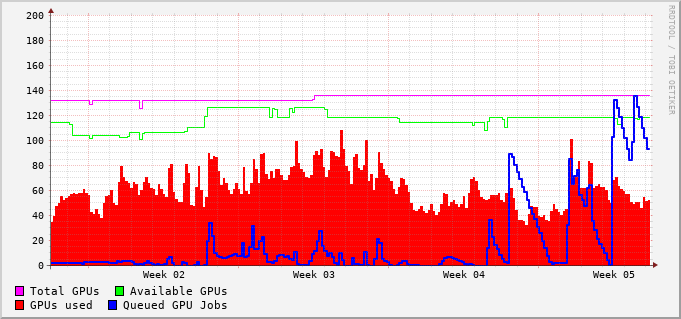 200
180
160
140
120
100
80
60
40
20
0
Week 02 Week 03 Week 04 Week 05
Total GPUs Available GPUs
GPUs used Queued GPU Jobs
RRDTOOL / TOBI OETIKER